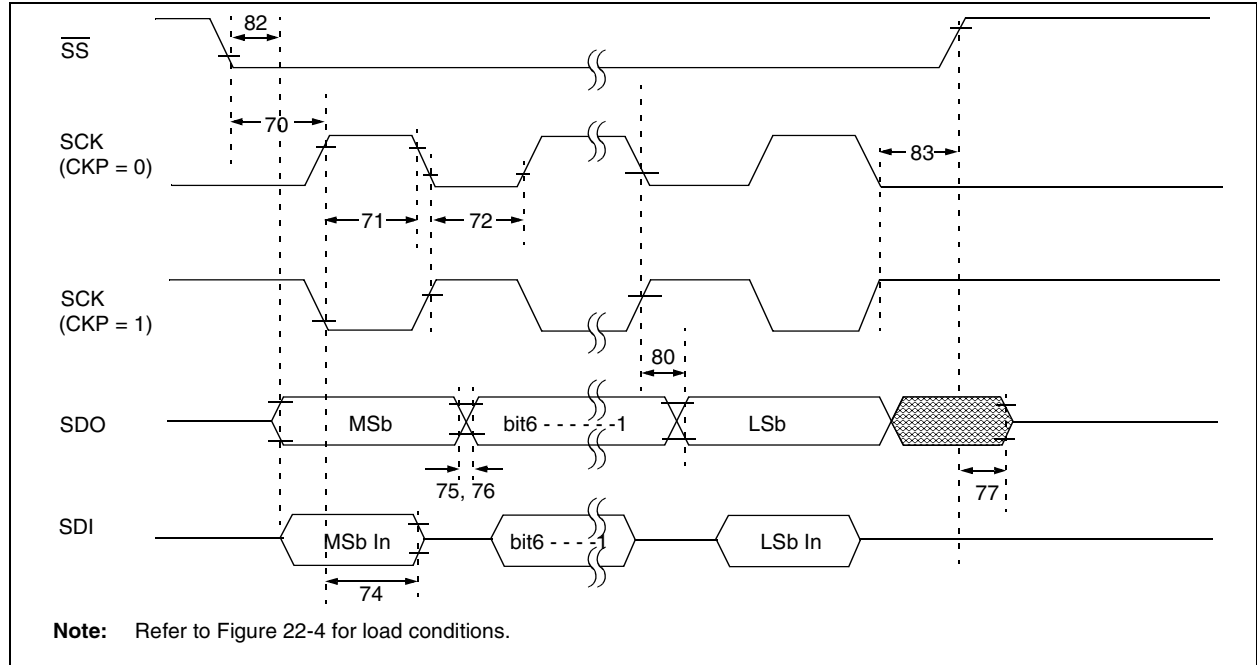 82
SS
70
SCK
(CKP = 0)
83
71
72
SCK
(CKP = 1)
80
SDO
MSb
bit6 - - - - - -1
LSb
75, 76
77
SDI
MSb In
bit6 - - - -1
LSb In
74
Note: Refer to Figure 22-4 for load conditions.